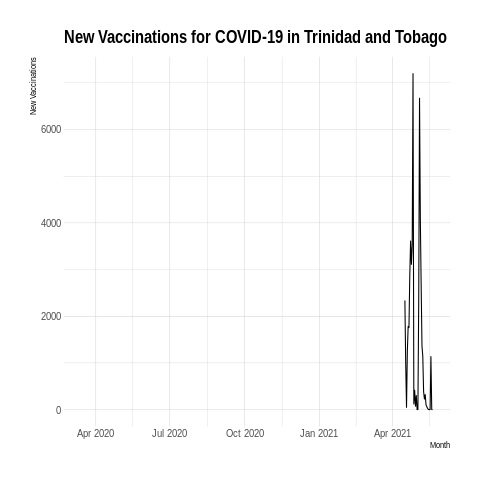 New Vaccinations for COVID-19 in Trinidad and Tobago
New Vaccinations
6000
4000
2000
0
Apr 2020 Jul 2020 Oct 2020 Jan 2021 Apr 2021
Month